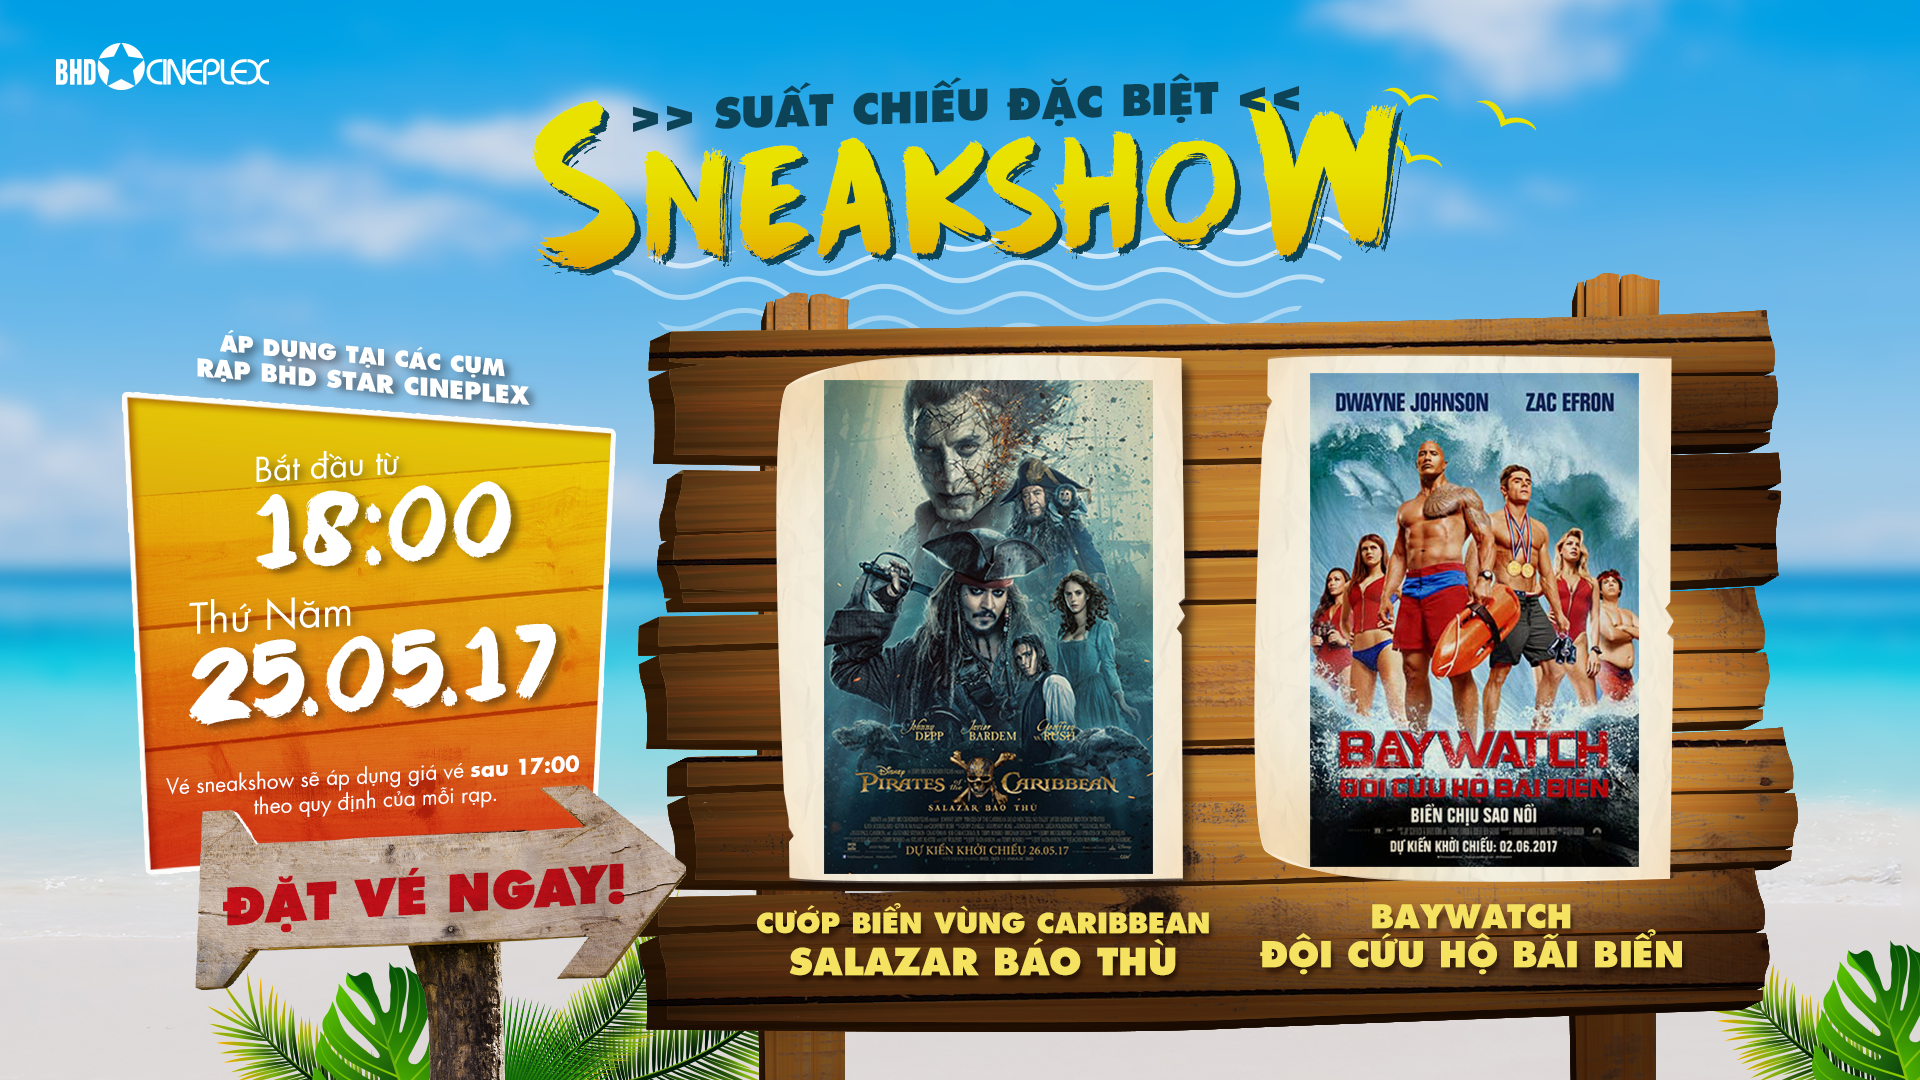 BHD CINEPLEX
>> SUẤT CHIẾU ĐẶC BIỆT <<
SNEAKSHOW
ÁP DỤNG TẠI CÁC CỤM
RẠP BHD STAR CINEPLEX
Bắt đầu từ
18:00
Thứ Năm
25.05.17
Vé sneakshow sẽ áp dụng giá vé sau 17:00
theo quy định của mỗi rạp.
ĐẶT VÉ NGAY!
Johnny DEPP Javier BARDEM Geoffrey RUSH
Disney
PIRATES of the CARIBBEAN
SALAZAR BÁO THÙ
DỰ KIẾN KHỞI CHIẾU 26.05.17
CƯỚP BIỂN VÙNG CARIBBEAN
SALAZAR BÁO THÙ
DWAYNE JOHNSON ZAC EFRON
BAYWATCH
ĐỘI CỨU HỘ BÃI BIỂN
BIỂN CHỊU SAO NỔI
DỰ KIẾN KHỞI CHIẾU: 02.06.2017
BAYWATCH
ĐỘI CỨU HỘ BÃI BIỂN